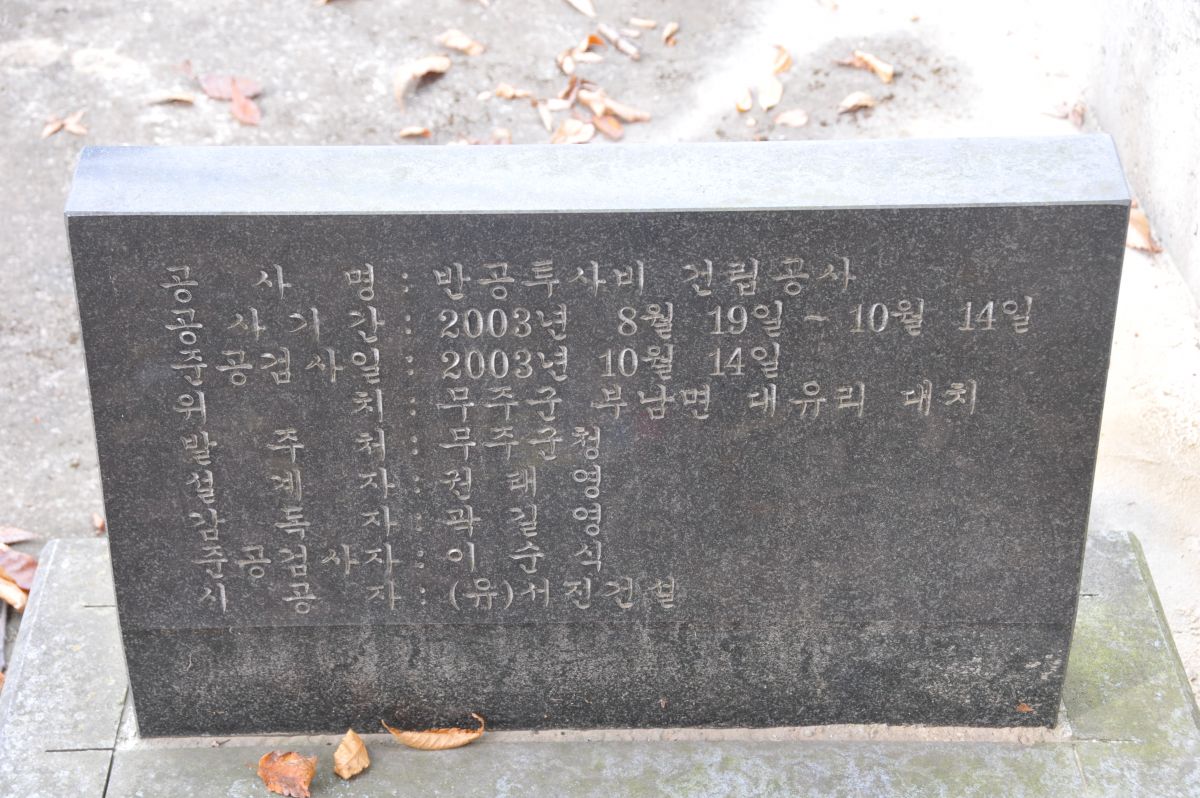 공 사 명 : 반공투사비 건립공사
공 사 기 간 : 2003년 8월 19일 ~ 10월 14일
준공검사일 : 2003년 10월 14일
위 치 : 무주군 부남면 대유리 대치
발 주 처 : 무주군청
설 계 자 : 권 태 영
감 독 자 : 곽 길 영
준공검사자 : 이 순 식
시 공 자 : (유)서진건설